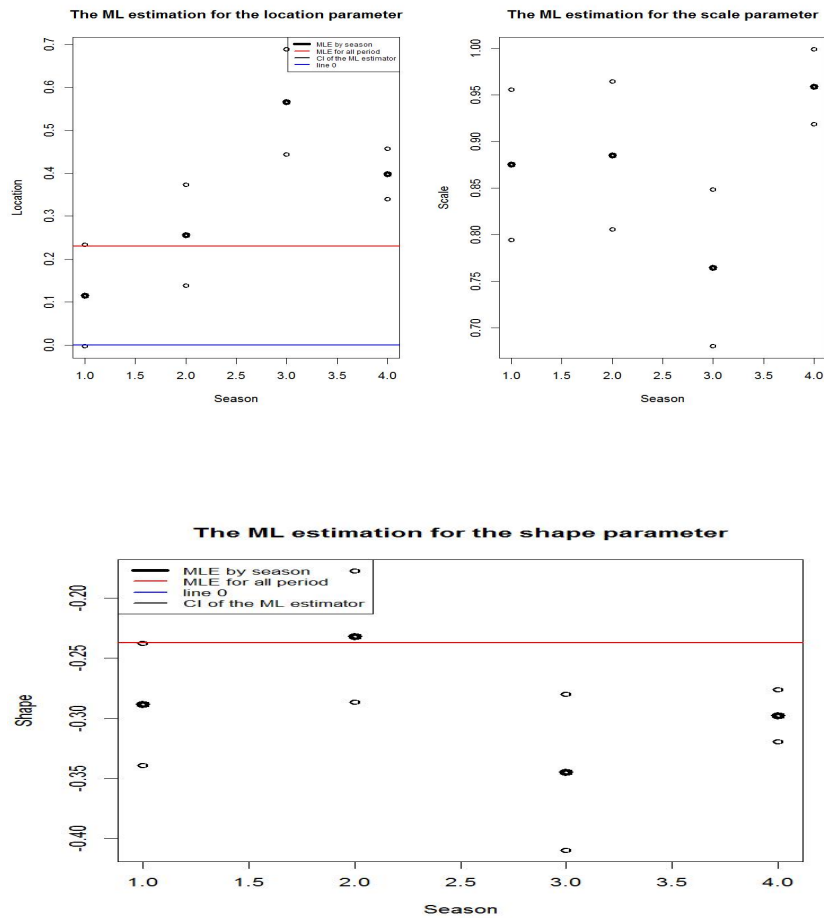 The ML estimation for the location parameter
MLE by season
MLE for all period
CI of the ML estimator
line 0
0.7
0.6
0.5
0.4
0.3
0.2
0.1
0.0
Location
1.0 1.5 2.0 2.5 3.0 3.5 4.0
Season
The ML estimation for the scale parameter
1.00
0.95
0.90
0.85
0.80
0.75
0.70
Scale
1.0 1.5 2.0 2.5 3.0 3.5 4.0
Season
The ML estimation for the shape parameter
MLE by season
MLE for all period
line 0
CI of the ML estimator
-0.20
-0.25
-0.30
-0.35
-0.40
Shape
1.0 1.5 2.0 2.5 3.0 3.5 4.0
Season